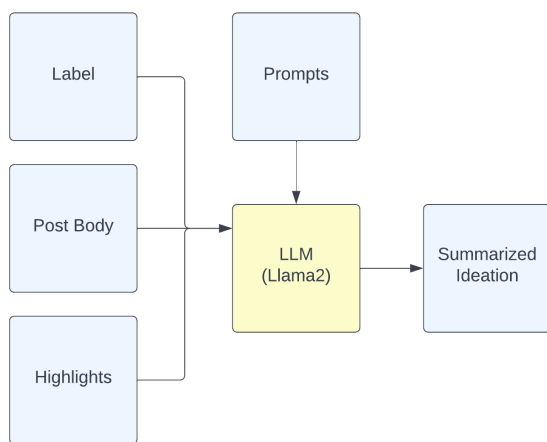 Label
Prompts
Post Body
LLM
(Llama2)
Summarized
Ideation
Highlights